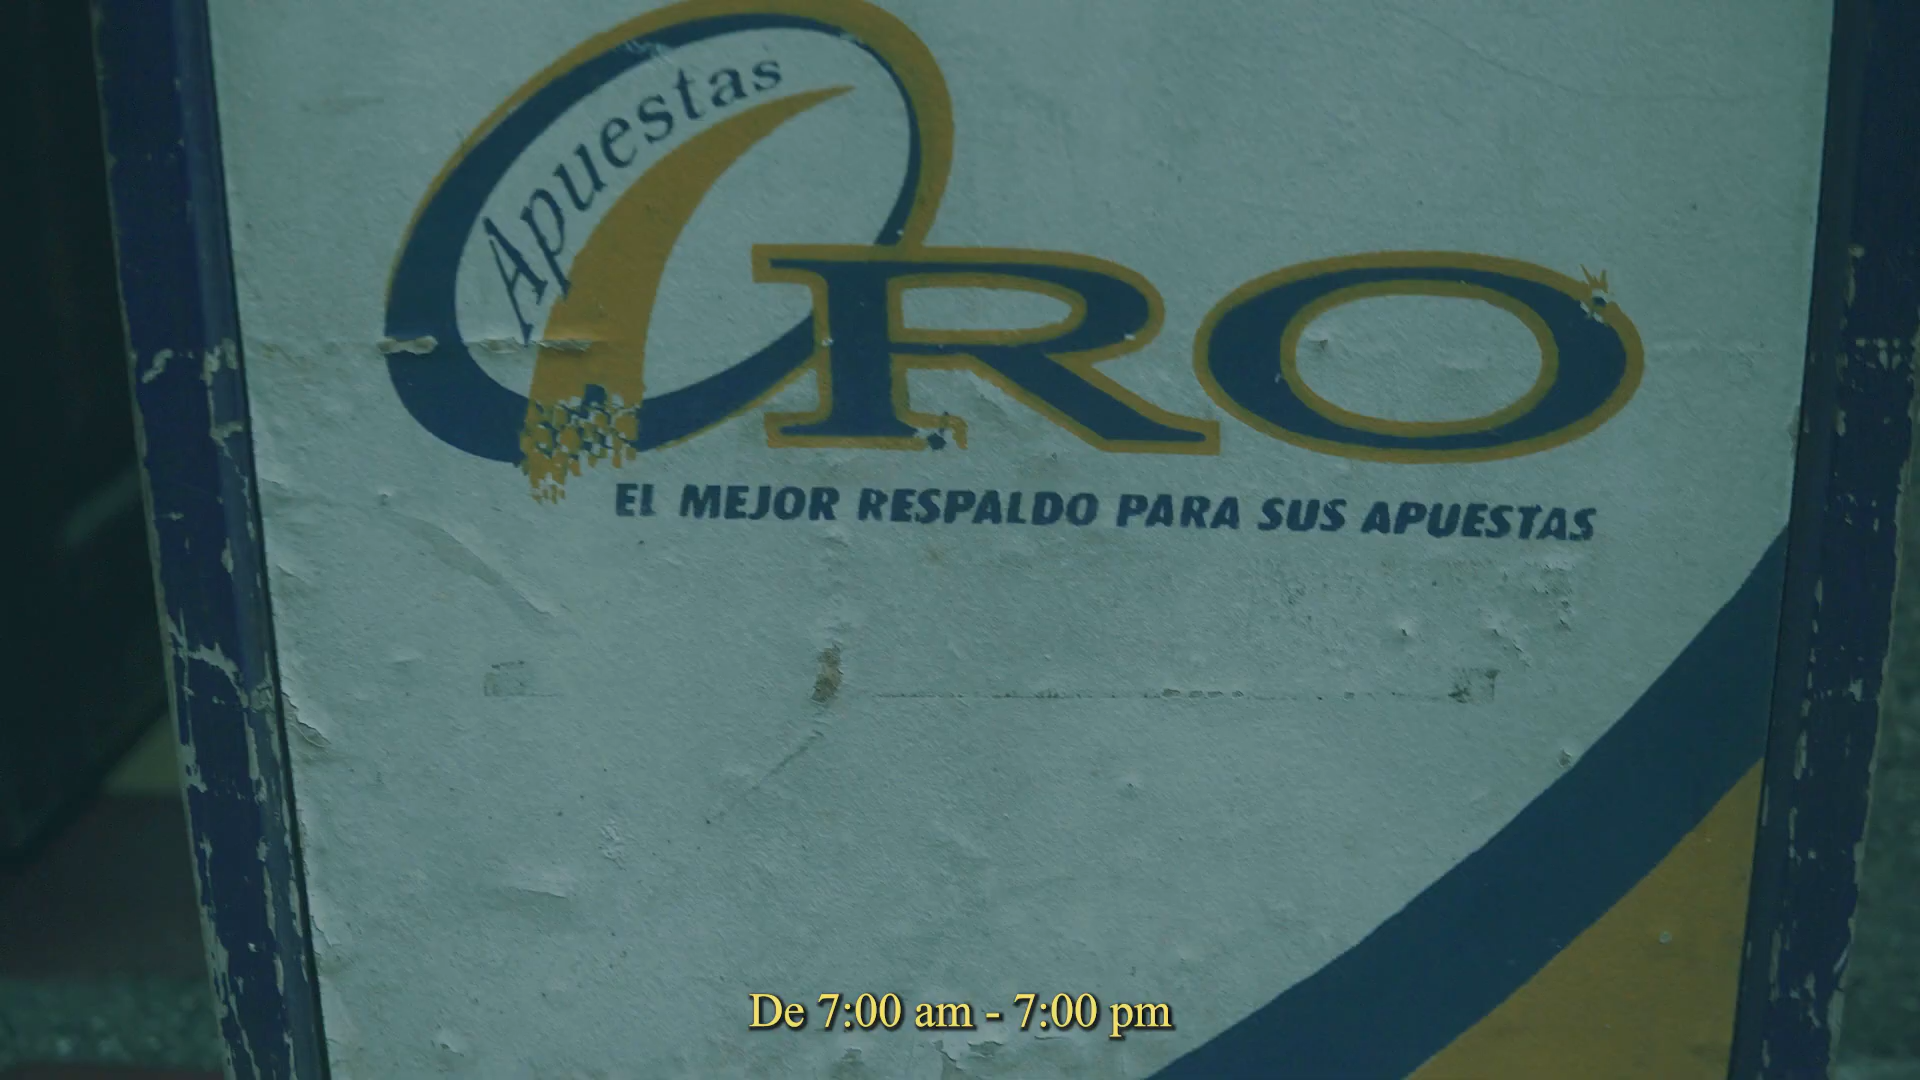 Apuestas
ORO
EL MEJOR RESPALDO PARA SUS APUESTAS
De 7:00 am - 7:00 pm